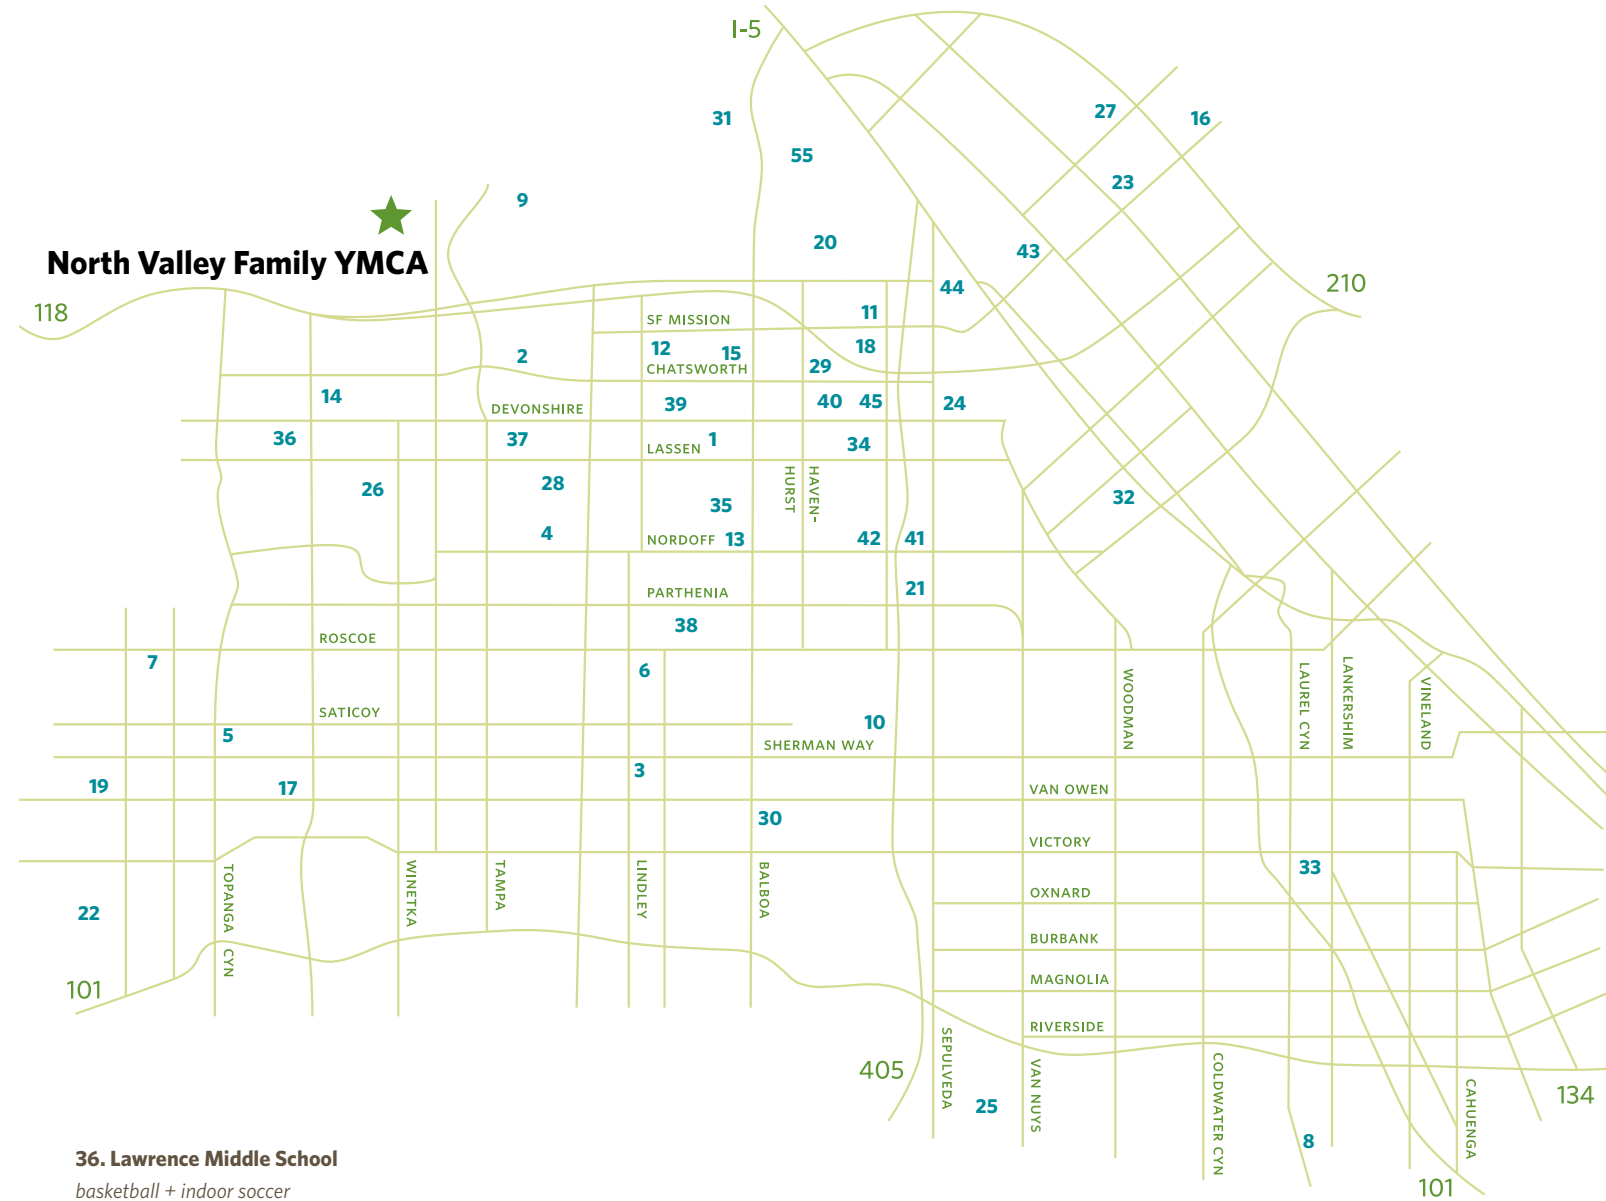 I-5
31
27
16
55
23
9
20
43
North Valley Family YMCA
44
210
118
11
SF MISSION
12
15
18
2
29
CHATSWORTH
14
39
40
45
24
DEVONSHIRE
36
37
1
34
LASSEN
26
28
HURST
HAVEN-
32
35
4
NORDOFF
13
42
41
21
PARTHENIA
38
ROSCOE
7
6
WOODMAN
LAUREL CYN
LANKERSHIM
VINELAND
SATICOY
5
10
SHERMAN WAY
3
19
17
VAN OWEN
30
VICTORY
33
TOPANGA CYN
WINETKA
TAMPA
LINDLEY
BALBOA
OXNARD
22
BURBANK
MAGNOLIA
101
RIVERSIDE
405
SEPULVEDA
25
VAN NUYS
COLDWATER CYN
CAHUENGA
134
8
36. Lawrence Middle School
basketball + indoor soccer
101